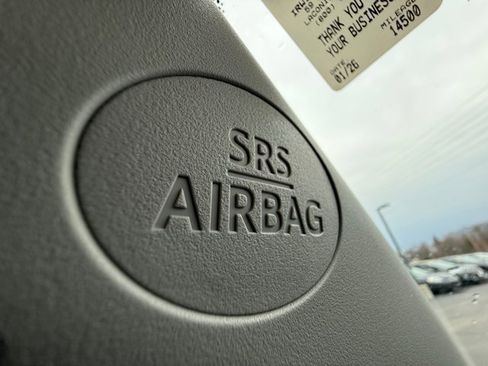 THANK YOU
YOUR BUSINESS
DATE
01/26
MILEAGE
14500
SRS
AIRBAG